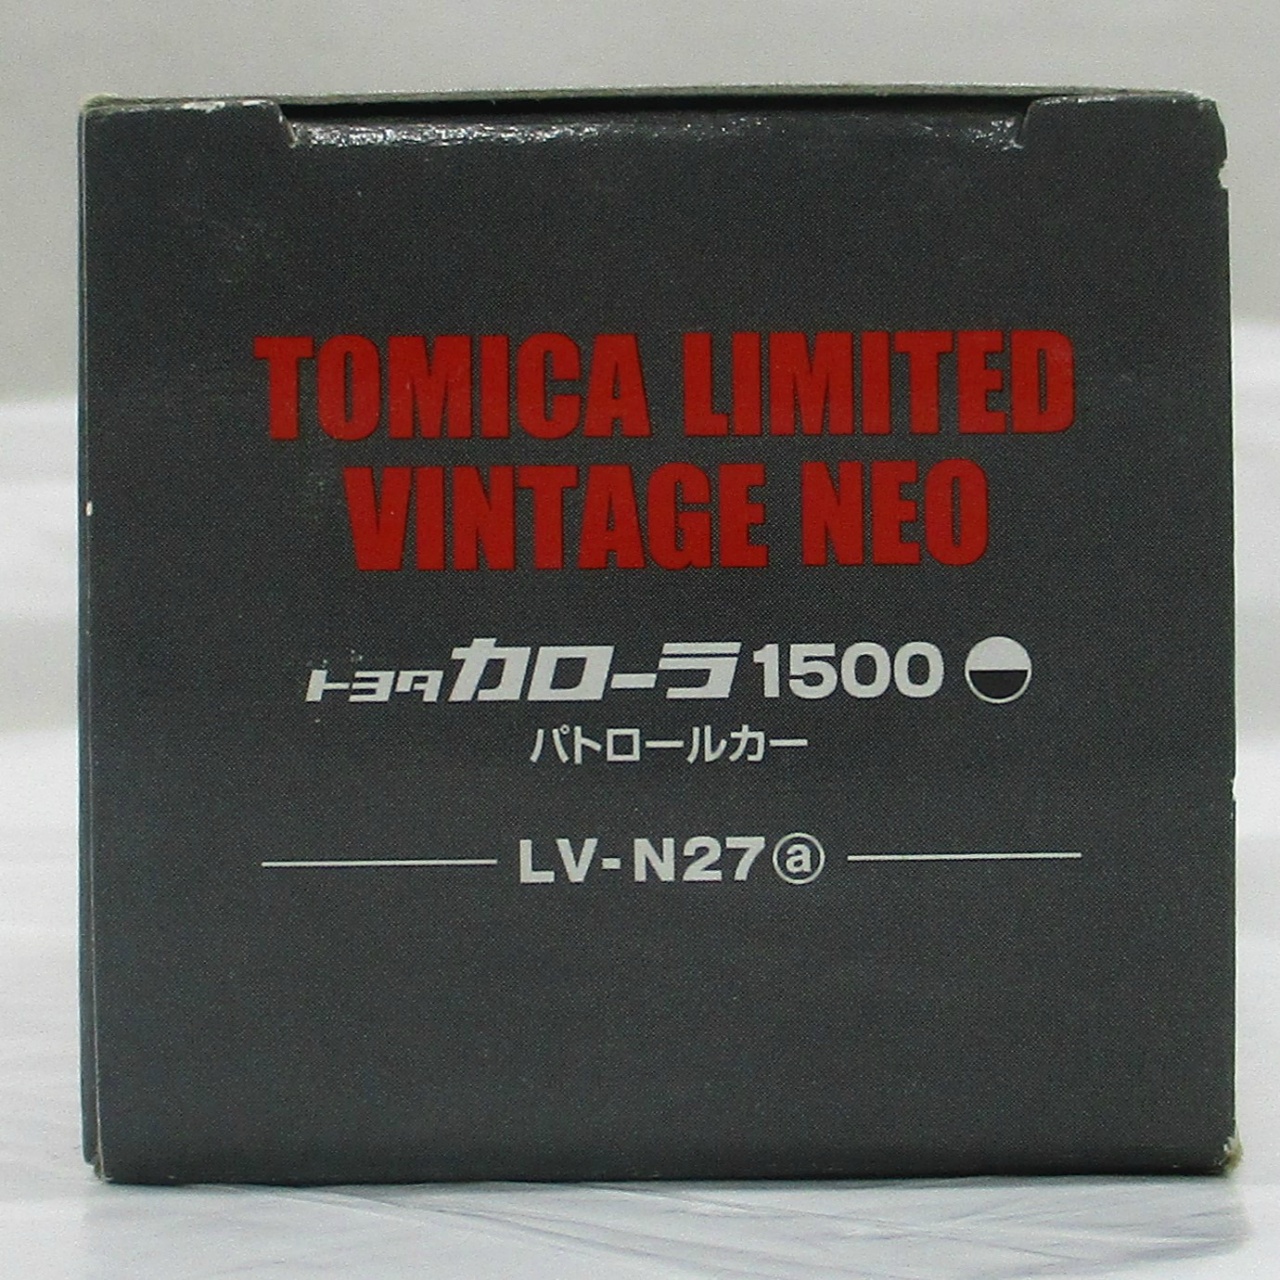 TOMICA LIMITED
VINTAGE NEO
トヨタカローラ1500
パトロールカー
LV-N27ⓐ